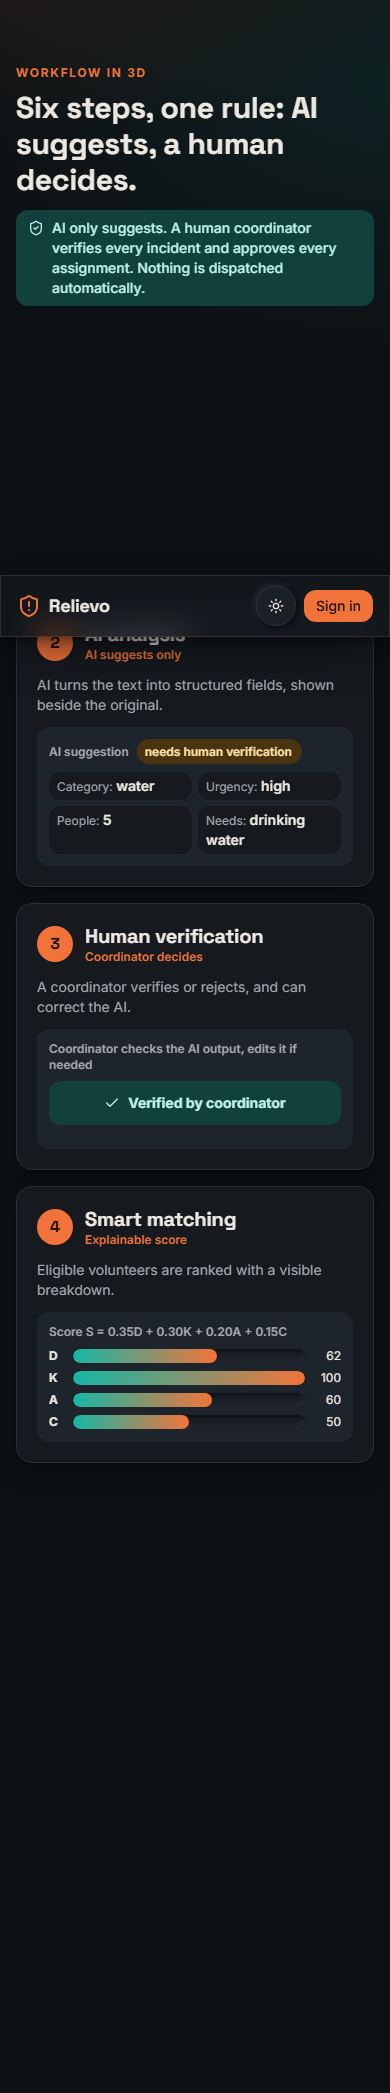 WORKFLOW IN 3D
Six steps, one rule: AI
suggests, a human
decides.
AI only suggests. A human coordinator
verifies every incident and approves every
assignment. Nothing is dispatched
automatically.
Relievo
Sign in
2
AI analysis
AI suggests only
AI turns the text into structured fields, shown
beside the original.
AI suggestion needs human verification
Category: water Urgency: high
People: 5 Needs: drinking
water
3
Human verification
Coordinator decides
A coordinator verifies or rejects, and can
correct the AI.
Coordinator checks the AI output, edits it if
needed
Verified by coordinator
4
Smart matching
Explainable score
Eligible volunteers are ranked with a visible
breakdown.
Score S = 0.35D + 0.30K + 0.20A + 0.15C
D 62
K 100
A 60
C 50